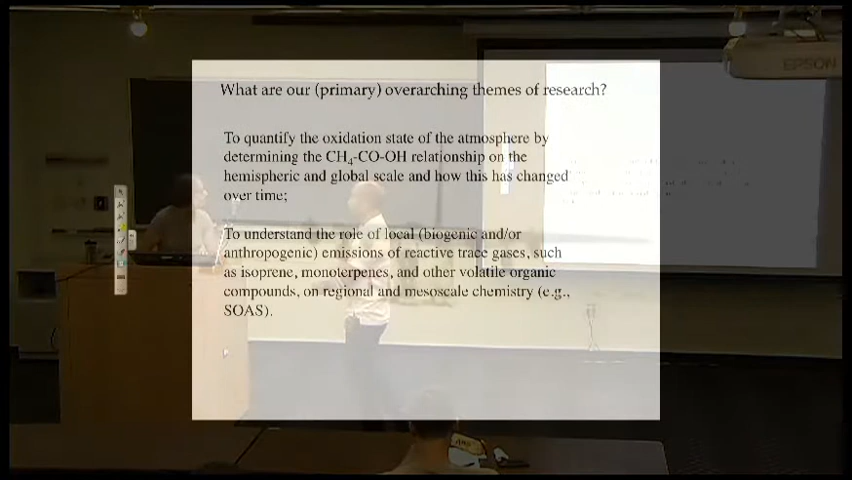 EPSON
What are our (primary) overarching themes of research?
To quantify the oxidation state of the atmosphere by
determining the CH₄-CO-OH relationship on the
hemispheric and global scale and how this has changed
over time;
To understand the role of local (biogenic and/or
anthropogenic) emissions of reactive trace gases, such
as isoprene, monoterpenes, and other volatile organic
compounds, on regional and mesoscale chemistry (e.g.,
SOAS).